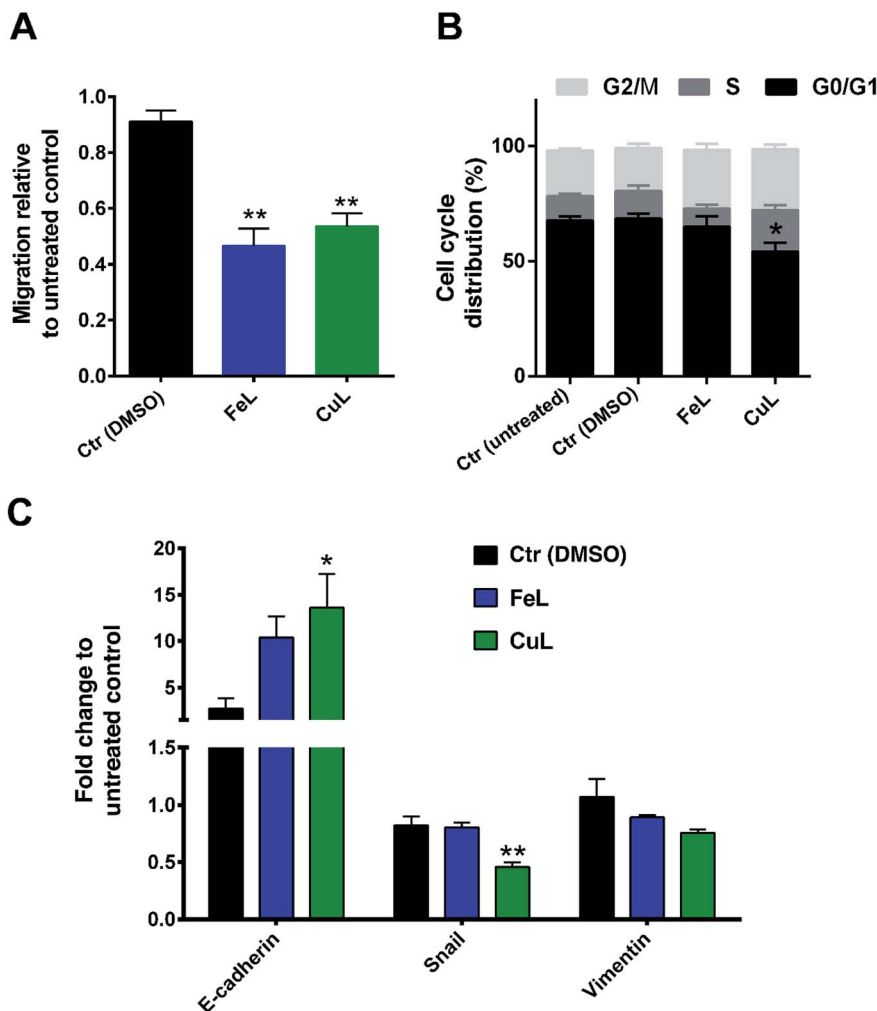 A
Migration relative
to untreated control
1.0
0.8
0.6
0.4
0.2
0.0
**
**
Ctr (DMSO)
FeL
CuL
B
G2/M
S
G0/G1
Cell cycle
distribution (%)
100
50
0
*
Ctr (untreated)
Ctr (DMSO)
FeL
CuL
C
Fold change to
untreated control
20
15
10
5
1.5
1.0
0.5
0.0
*
**
Ctr (DMSO)
FeL
CuL
E-cadherin
Snail
Vimentin